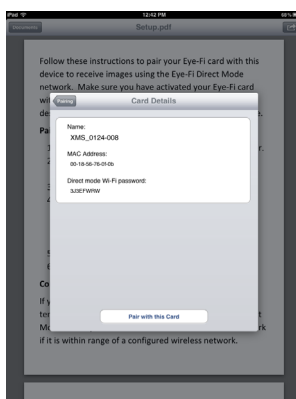 iPad
12:42 PM
69%
Documents
Setup.pdf
Follow these instructions to pair your Eye-Fi card with this
device to receive images using the Eye-Fi Direct Mode
network. Make sure you have activated your Eye-Fi card
Pairing
Card Details
Name:
XMS_0124-008
MAC Address:
00-18-56-76-01-0b
Direct mode Wi-Fi password:
3J3EFWRW
Pair with this Card
if it is within range of a configured wireless network.